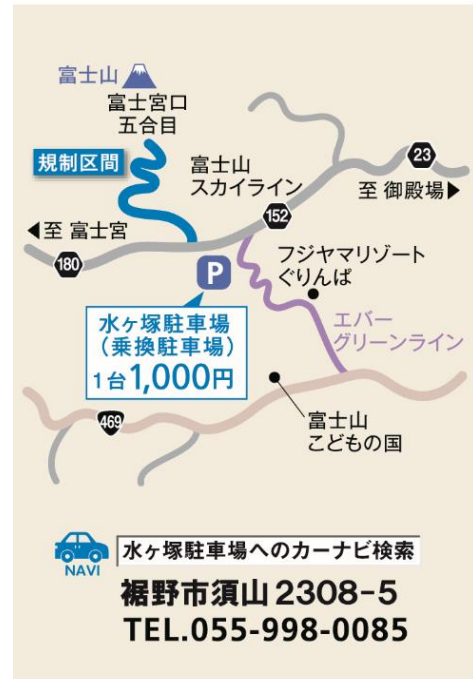 富士山
富士宮口
五合目
規制区間
富士山
スカイライン
23
至 御殿場▶
152
◀至 富士宮
180
P
フジヤマリゾート
ぐりんぱ
水ヶ塚駐車場
(乗換駐車場)
1台1,000円
エバー
グリーンライン
469
富士山
こどもの国
NAVI
水ヶ塚駐車場へのカーナビ検索
裾野市須山2308-5
TEL.055-998-0085